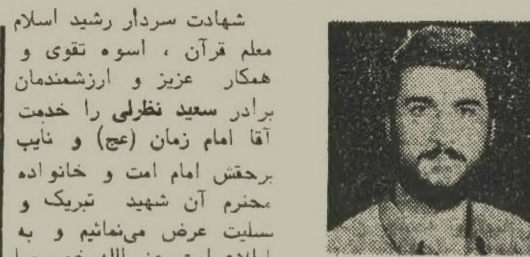 شهادت سردار رشید اسلام
معلم قرآن ، اسوه تقوی و
همکار عزیز و ارزشمندمان
برادر سعید نظرلی را خدمت
آقا امام زمان (عج) و نایب
برحقش امام امت و خانواده
محترم آن شهید تبریک و
تسلیت عرض می‌نمائیم و به